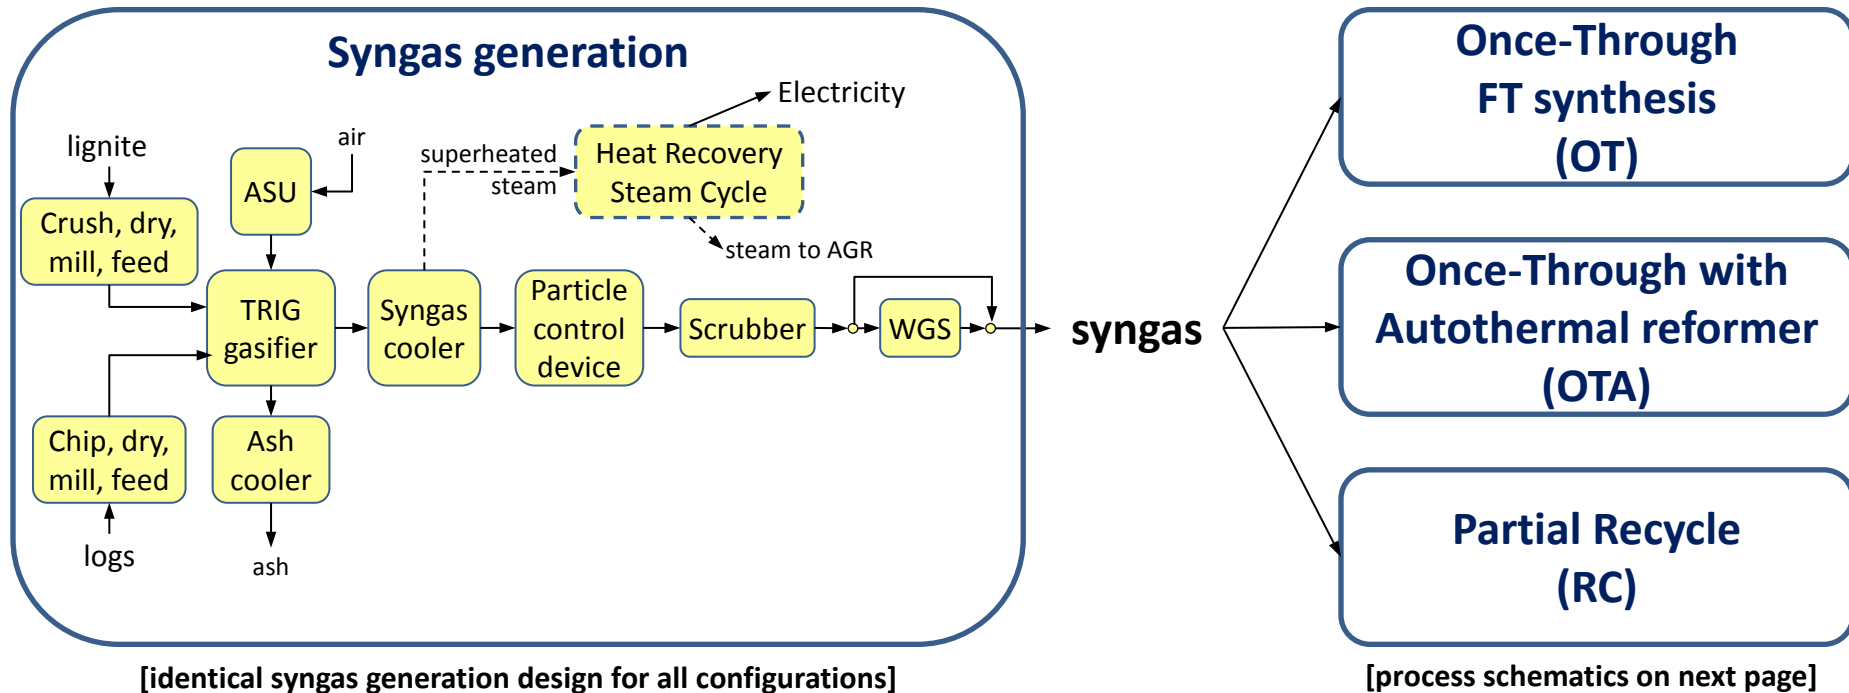 Syngas generation
Electricity
lignite
air
superheated
steam
Heat Recovery
Steam Cycle
ASU
Crush, dry,
mill, feed
steam to AGR
TRIG
gasifier
Syngas
cooler
Particle
control
device
Scrubber
WGS
syngas
Chip, dry,
mill, feed
Ash
cooler
logs
ash
[identical syngas generation design for all configurations]
Once-Through
FT synthesis
(OT)
Once-Through with
Autothermal reformer
(OTA)
Partial Recycle
(RC)
[process schematics on next page]